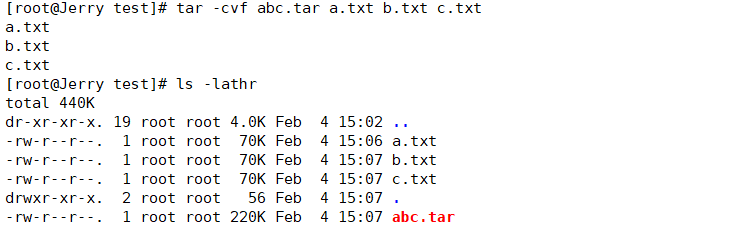 [root@Jerry test]# tar -cvf abc.tar a.txt b.txt c.txt
a.txt
b.txt
c.txt
[root@Jerry test]# ls -lathr
total 440K
dr-xr-xr-x. 19 root root 4.0K Feb  4 15:02 ..
-rw-r--r--.  1 root root  70K Feb  4 15:06 a.txt
-rw-r--r--.  1 root root  70K Feb  4 15:07 b.txt
-rw-r--r--.  1 root root  70K Feb  4 15:07 c.txt
drwxr-xr-x.  2 root root   56 Feb  4 15:07 .
-rw-r--r--.  1 root root 220K Feb  4 15:07 abc.tar